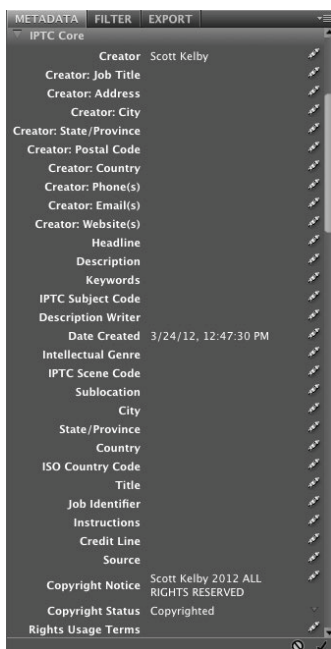 METADATA FILTER EXPORT
IPTC Core
Creator Scott Kelby
Creator: Job Title
Creator: Address
Creator: City
Creator: State/Province
Creator: Postal Code
Creator: Country
Creator: Phone(s)
Creator: Email(s)
Creator: Website(s)
Headline
Description
Keywords
IPTC Subject Code
Description Writer
Date Created 3/24/12, 12:47:30 PM
Intellectual Genre
IPTC Scene Code
Sublocation
City
State/Province
Country
ISO Country Code
Title
Job Identifier
Instructions
Credit Line
Source
Copyright Notice Scott Kelby 2012 ALL
RIGHTS RESERVED
Copyright Status Copyrighted
Rights Usage Terms